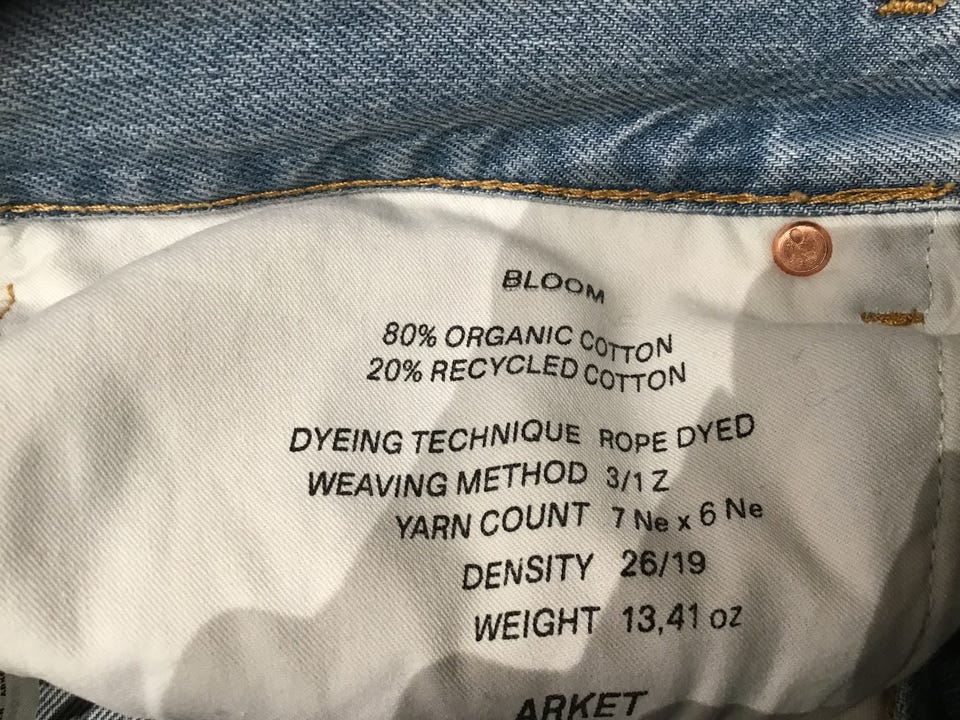 BLOOM
80% ORGANIC COTTON
20% RECYCLED COTTON
DYEING TECHNIQUE ROPE DYED
WEAVING METHOD 3/1 Z
YARN COUNT 7 Ne x 6 Ne
DENSITY 26/19
WEIGHT 13,41 oz
ARKET